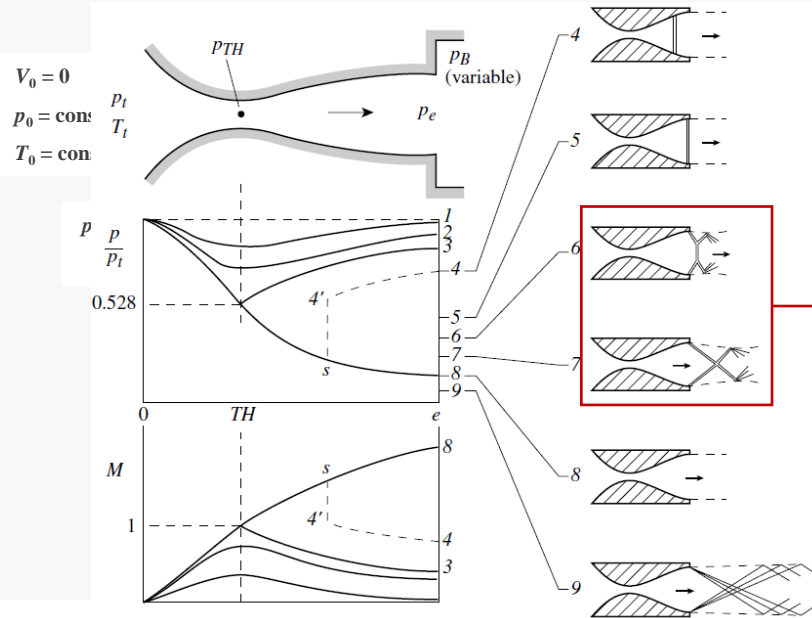 V₀ = 0
p₀ = cons
T₀ = cons
p_TH
p_t
T_t
p_B
(variable)
p_e
p
p
p_t
0.528
1
2
3
4
4′
5
6
7
s
8
9
0
TH
e
M
8
s
1
4′
4
3
4
5
6
7
8
9